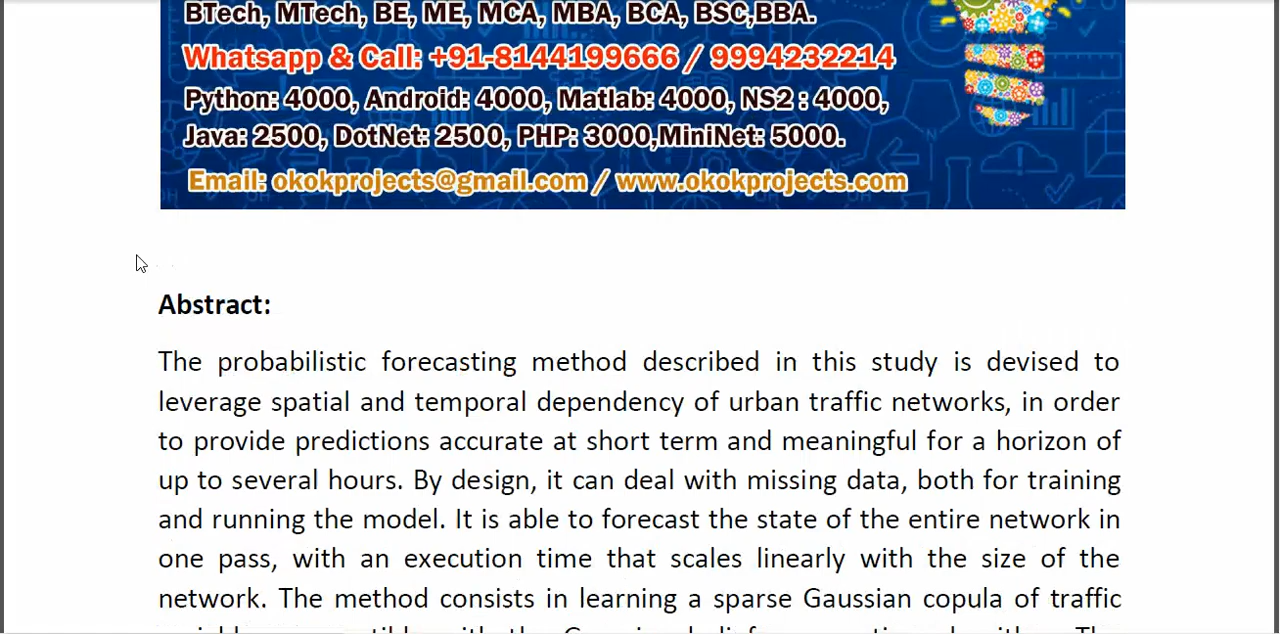 BTech, MTech, BE, ME, MCA, MBA, BCA, BSC,BBA.
Whatsapp & Call: +91-8144199666 / 9994232214
Python: 4000, Android: 4000, Matlab: 4000, NS2 : 4000,
Java: 2500, DotNet: 2500, PHP: 3000,MiniNet: 5000.
Email: okokprojects@gmail.com / www.okokprojects.com
Abstract:
The probabilistic forecasting method described in this study is devised to
leverage spatial and temporal dependency of urban traffic networks, in order
to provide predictions accurate at short term and meaningful for a horizon of
up to several hours. By design, it can deal with missing data, both for training
and running the model. It is able to forecast the state of the entire network in
one pass, with an execution time that scales linearly with the size of the
network. The method consists in learning a sparse Gaussian copula of traffic